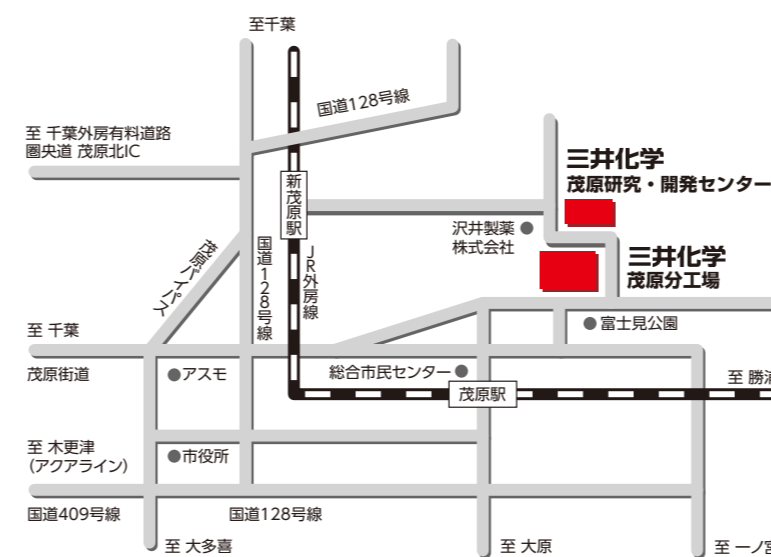 至千葉
国道128号線
至 千葉外房有料道路
圏央道 茂原北IC
三井化学
茂原研究・開発センター
新茂原駅
沢井製薬
株式会社
茂原バイパス
国道128号線
JR外房線
三井化学
茂原分工場
至 千葉
富士見公園
茂原街道
アスモ
総合市民センター
茂原駅
至 勝浦
至 木更津
(アクアライン)
市役所
国道409号線
国道128号線
至 大多喜
至 大原
至 一ノ宮